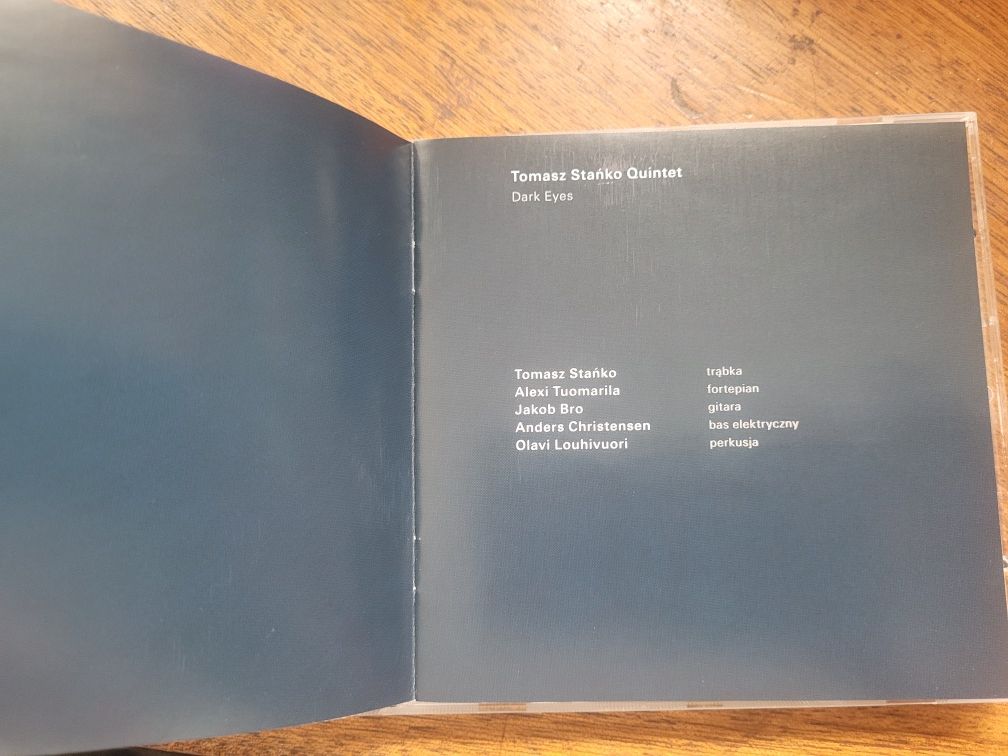 Tomasz Stańko Quintet
Dark Eyes
Tomasz Stańko trąbka
Alexi Tuomarila fortepian
Jakob Bro gitara
Anders Christensen bas elektryczny
Olavi Louhivuori perkusja